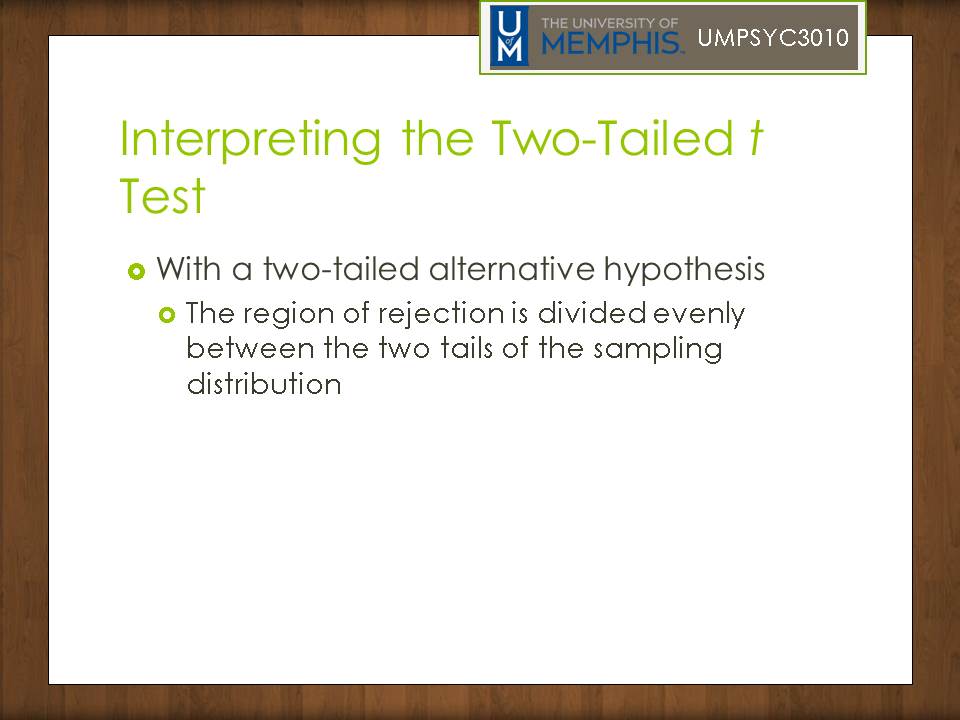 U
of
M
THE UNIVERSITY OF
MEMPHIS.
UMPSYC3010
Interpreting the Two-Tailed t
Test
With a two-tailed alternative hypothesis
The region of rejection is divided evenly
between the two tails of the sampling
distribution